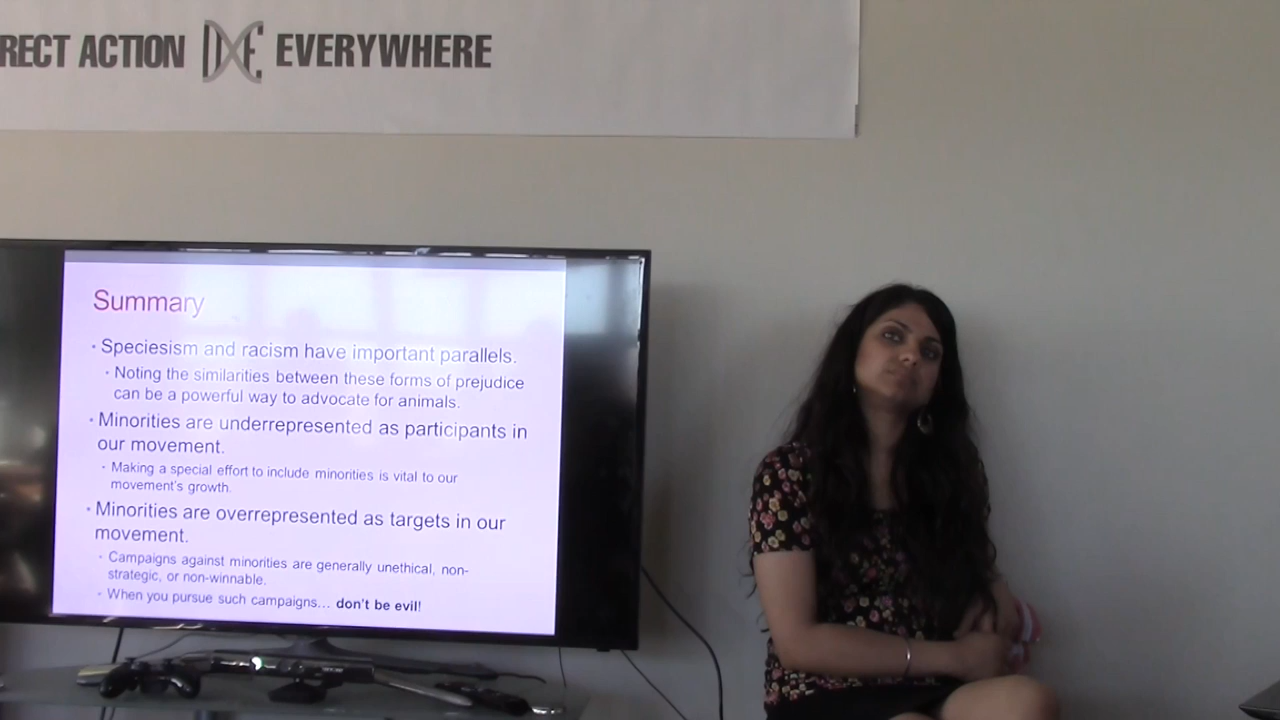 RECT ACTION DXE EVERYWHERE
Summary
• Speciesism and racism have important parallels.
• Noting the similarities between these forms of prejudice
can be a powerful way to advocate for animals.
• Minorities are underrepresented as participants in
our movement.
• Making a special effort to include minorities is vital to our
movement's growth.
• Minorities are overrepresented as targets in our
movement.
• Campaigns against minorities are generally unethical, non-
strategic, or non-winnable.
• When you pursue such campaigns... don't be evil!